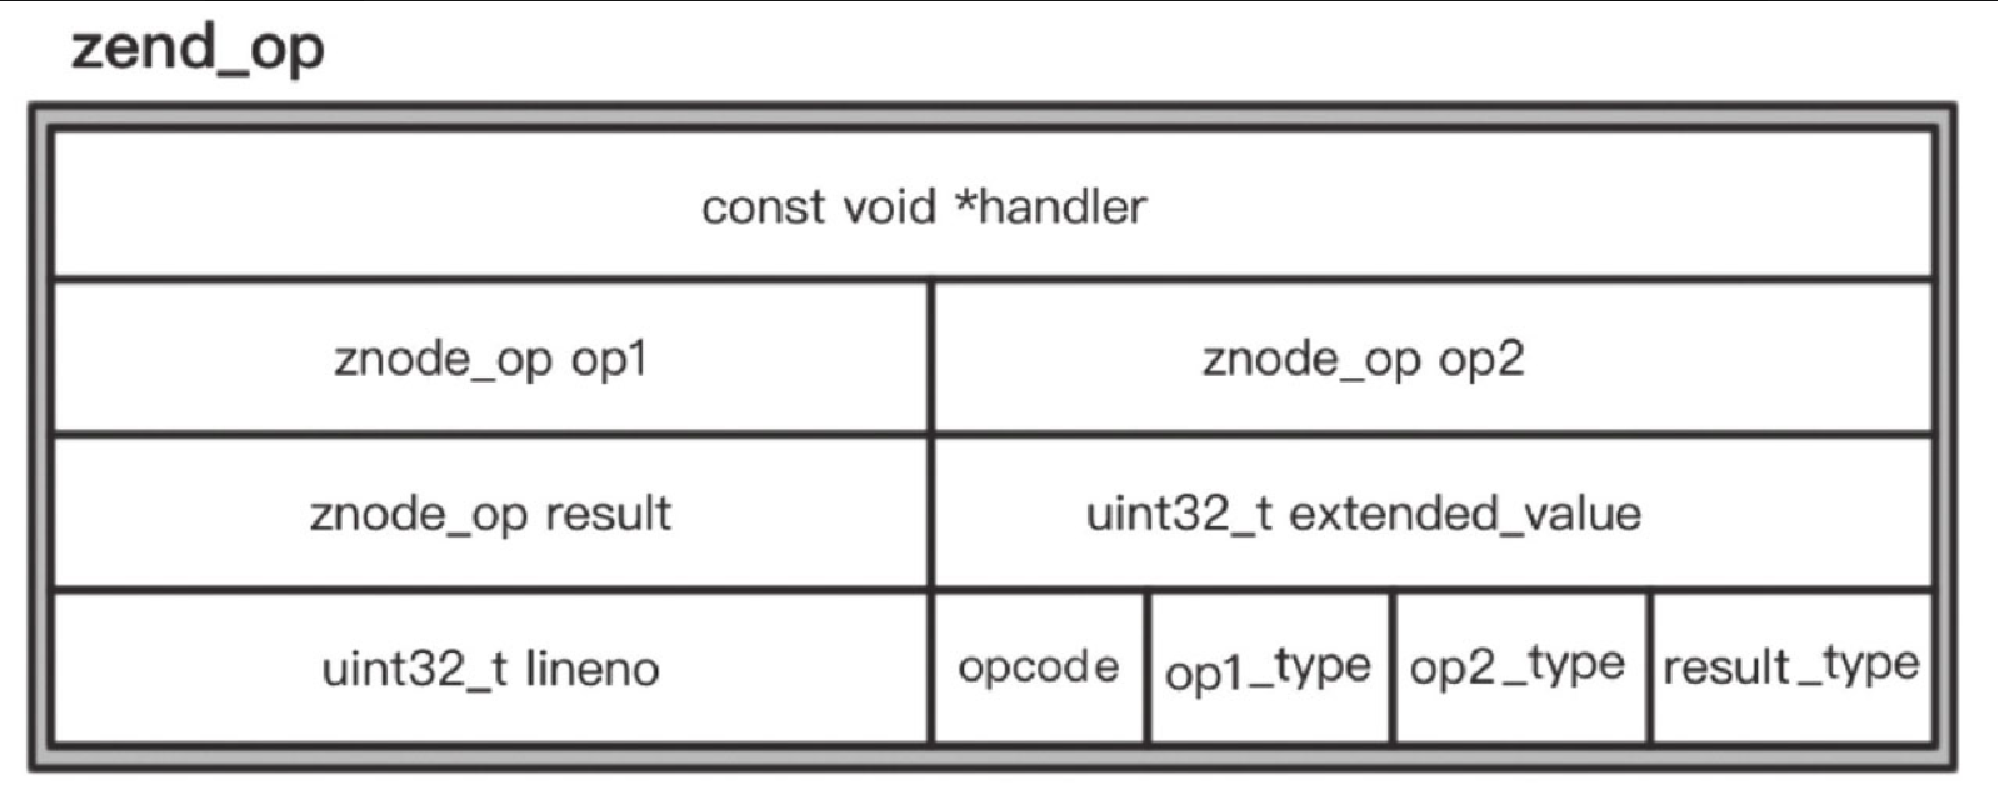 zend_op
const void *handler
znode_op op1
znode_op op2
znode_op result
uint32_t extended_value
uint32_t lineno
opcode
op1_type
op2_type
result_type